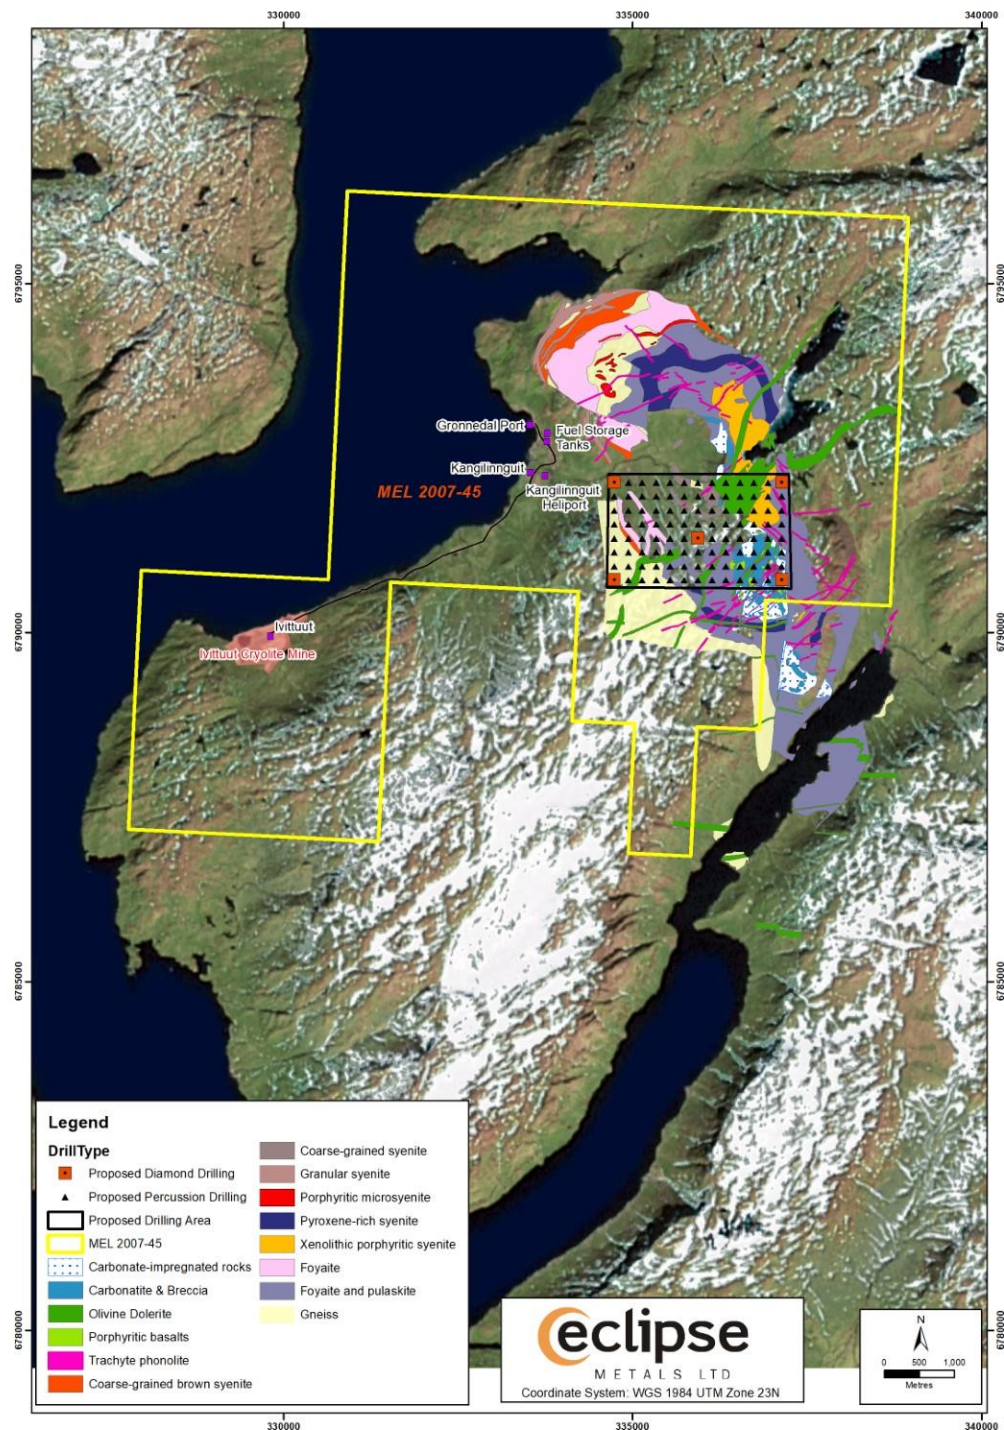 330000
335000
340000
6795000
6795000
Gronnedal Port
Fuel Storage
Tanks
Kangilinnguit
Kangilinnguit
Heliport
MEL 2007-45
6790000
6790000
Ivittuut
Ivittuut Cryolite Mine
6785000
6785000
6780000
6780000
Legend
DrillType
Proposed Diamond Drilling
Proposed Percussion Drilling
Proposed Drilling Area
MEL 2007-45
Carbonate-impregnated rocks
Carbonatite & Breccia
Olivine Dolerite
Porphyritic basalts
Trachyte phonolite
Coarse-grained brown syenite
Coarse-grained syenite
Granular syenite
Porphyritic microsyenite
Pyroxene-rich syenite
Xenolithic porphyritic syenite
Foyaite
Foyaite and pulaskite
Gneiss
eclipse
METALS LTD
Coordinate System: WGS 1984 UTM Zone 23N
N
0 500 1,000
Metres
330000
335000
340000